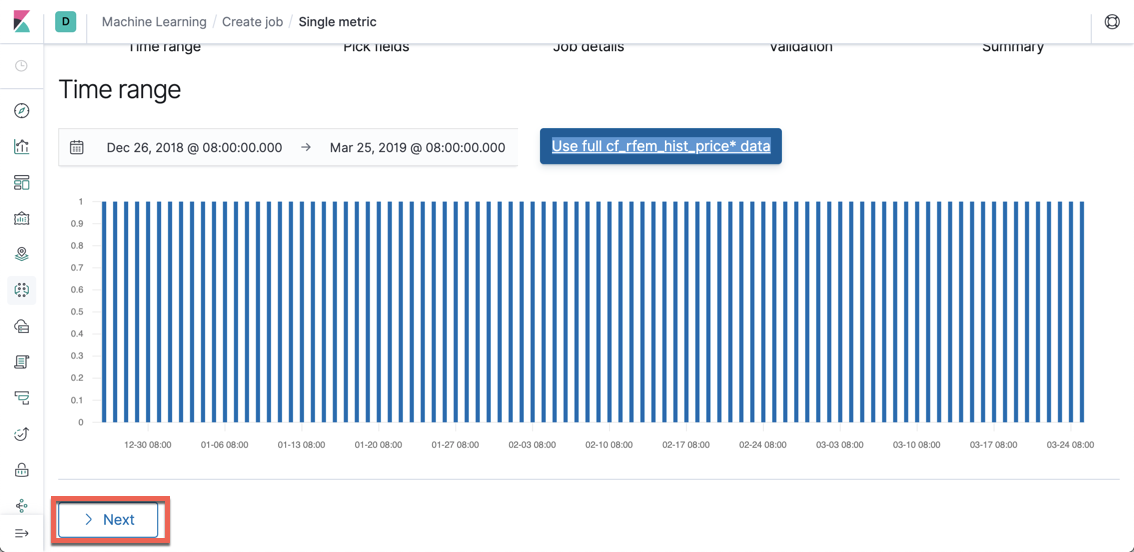 D Machine Learning / Create job / Single metric
Time range Pick fields Job details Validation Summary
Time range
Dec 26, 2018 @ 08:00:00.000 → Mar 25, 2019 @ 08:00:00.000 Use full cf_rfem_hist_price* data
1
0.9
0.8
0.7
0.6
0.5
0.4
0.3
0.2
0.1
0
12-30 08:00 01-06 08:00 01-13 08:00 01-20 08:00 01-27 08:00 02-03 08:00 02-10 08:00 02-17 08:00 02-24 08:00 03-03 08:00 03-10 08:00 03-17 08:00 03-24 08:00
Next